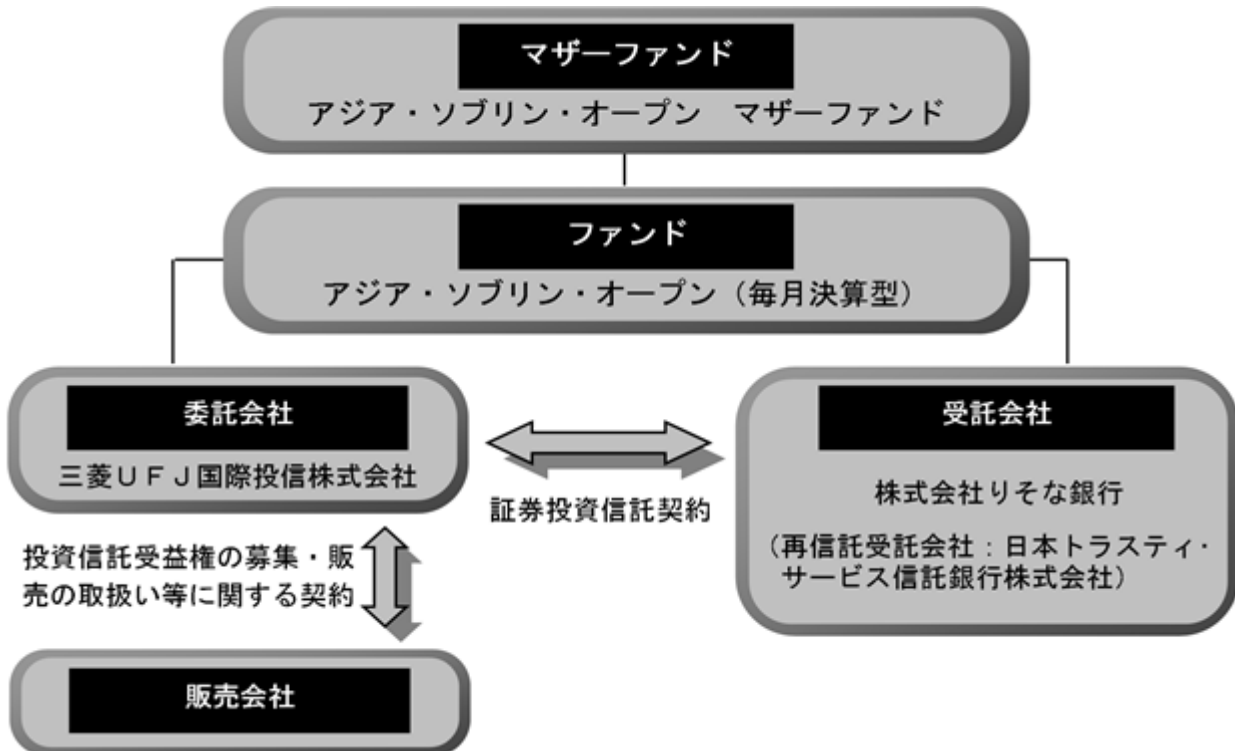 マザーファンド
アジア・ソブリン・オープン　マザーファンド
ファンド
アジア・ソブリン・オープン（毎月決算型）
委託会社
三菱ＵＦＪ国際投信株式会社
証券投資信託契約
受託会社
株式会社りそな銀行
（再信託受託会社：日本トラスティ・
サービス信託銀行株式会社）
投資信託受益権の募集・販
売の取扱い等に関する契約
販売会社